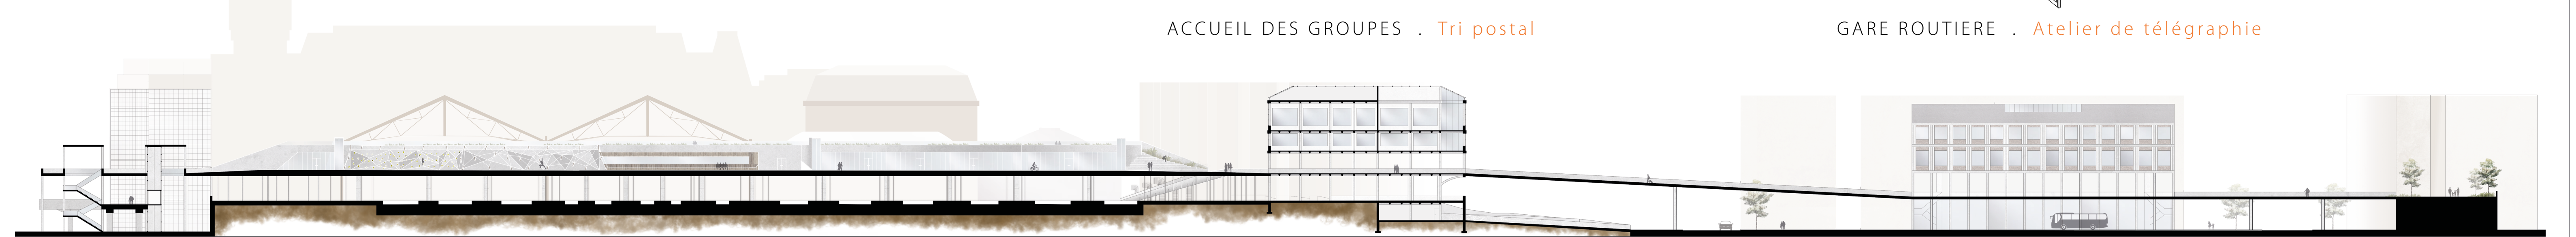 ACCUEIL DES GROUPES . Tri postal
GARE ROUTIERE . Atelier de télégraphie